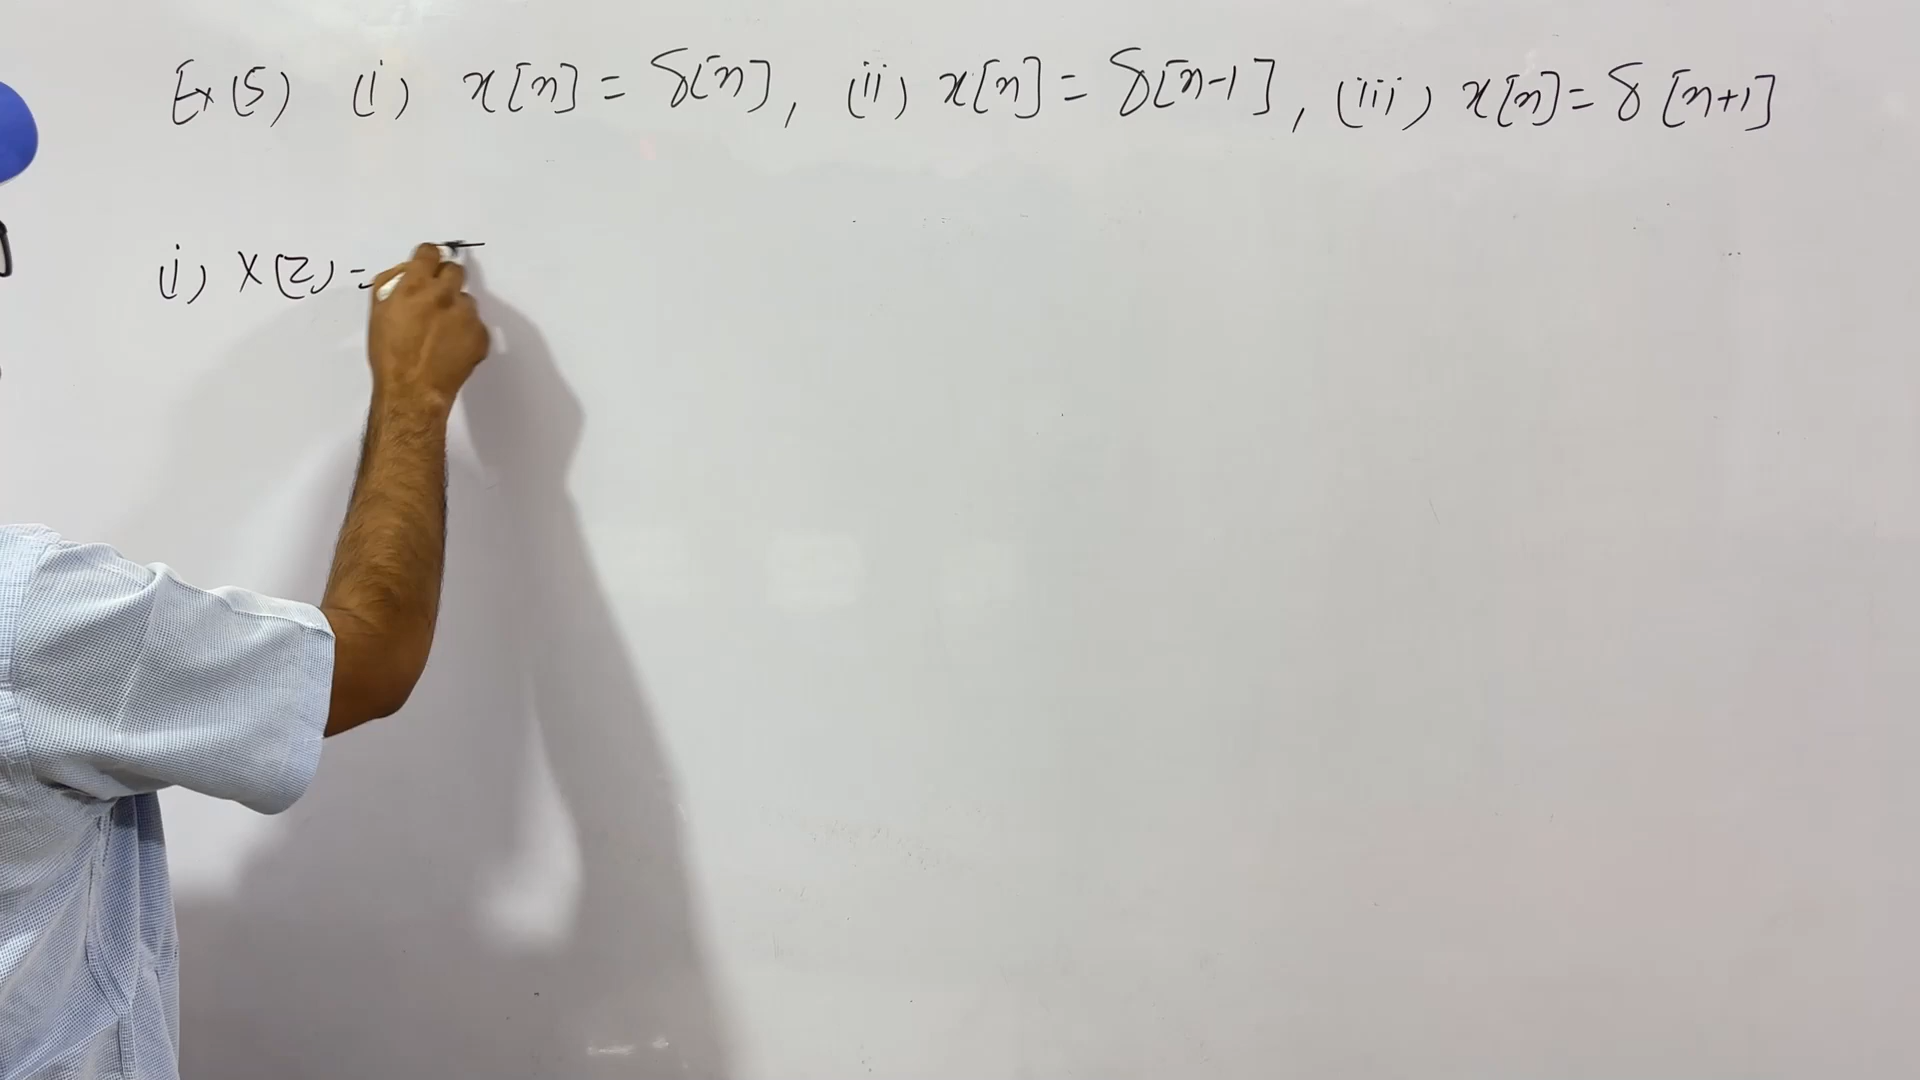 Ex (5) (i) x[n] = δ[n], (ii) x[n] = δ[n-1], (iii) x[n] = δ [n+1]
(i) X(z) =